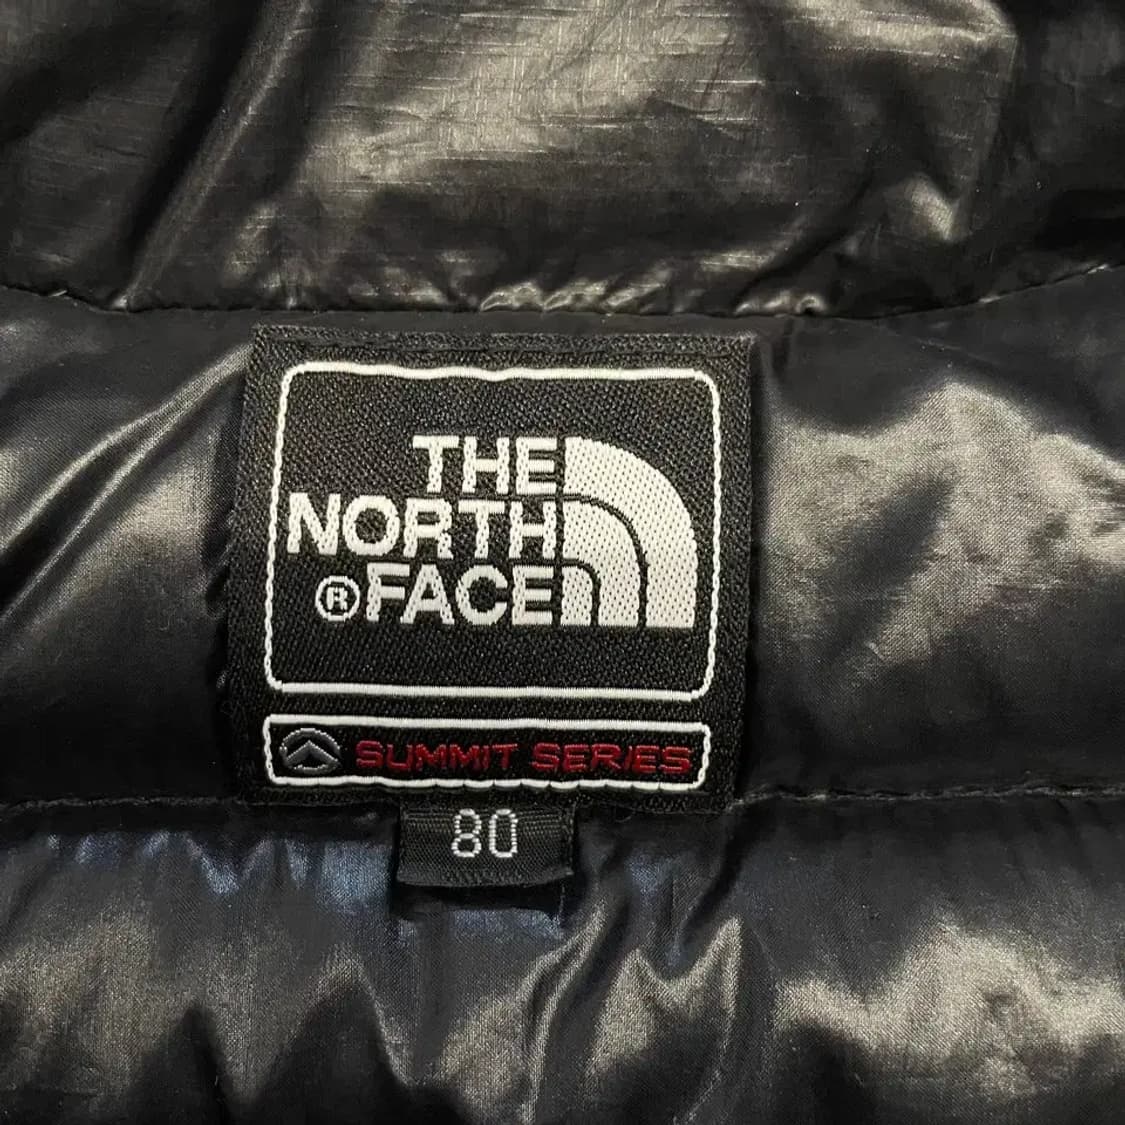 THE
NORTH
®FACE
SUMMIT SERIES
80